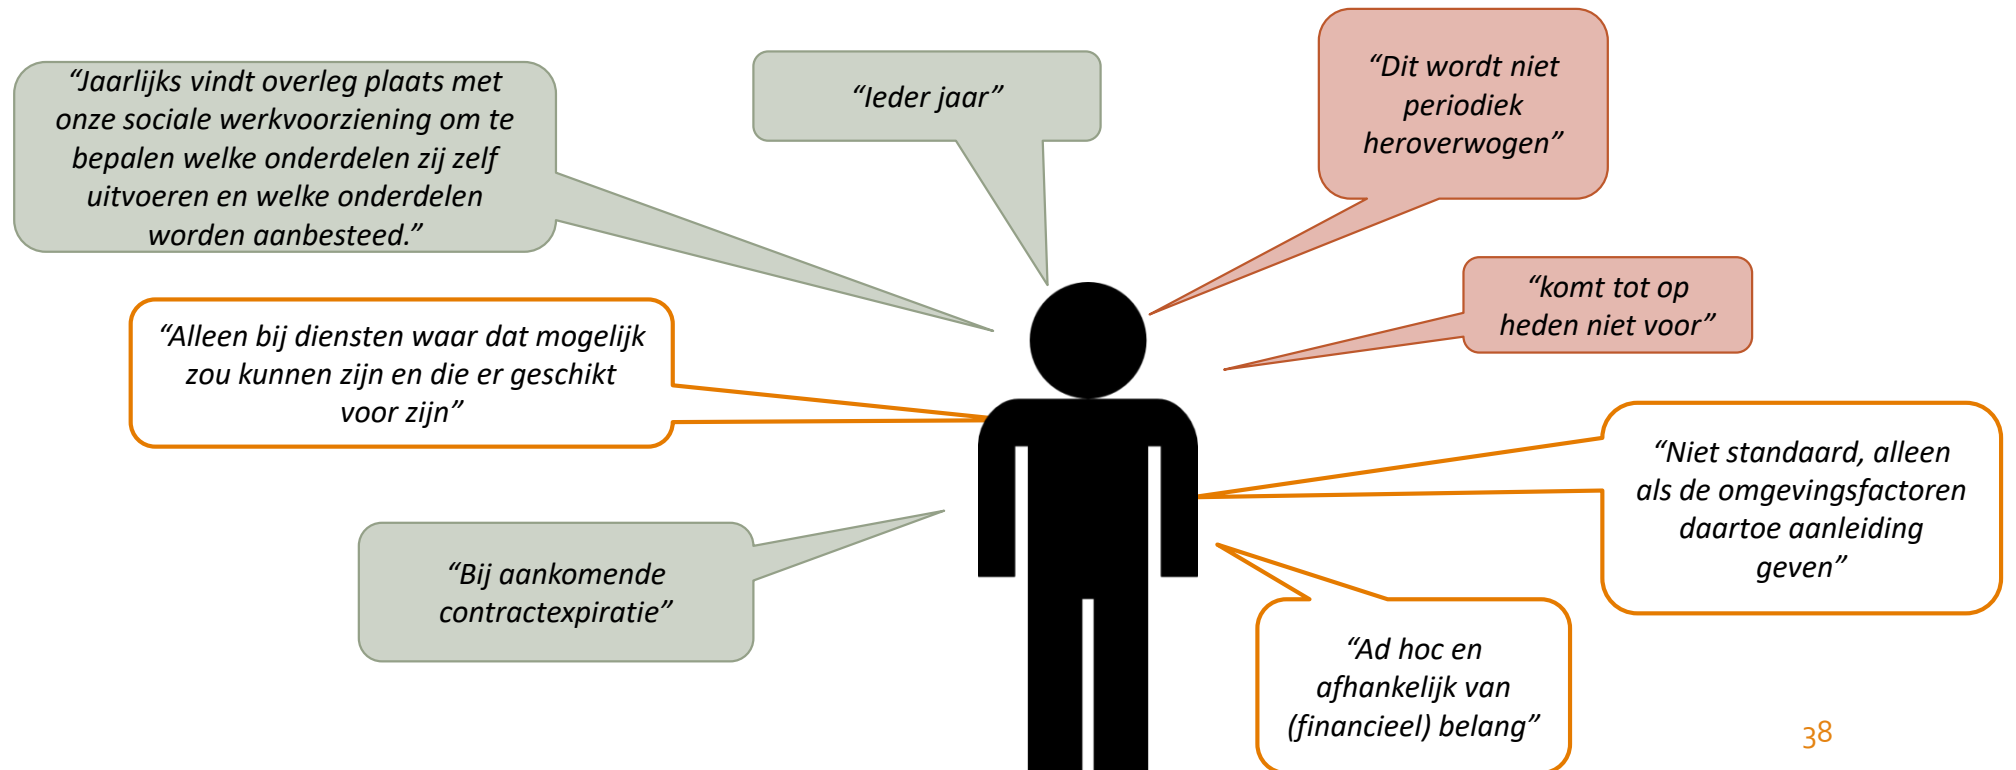 “Jaarlijks vindt overleg plaats met
onze sociale werkvoorziening om te
bepalen welke onderdelen zij zelf
uitvoeren en welke onderdelen
worden aanbesteed.”
“Ieder jaar”
“Dit wordt niet
periodiek
heroverwogen”
“komt tot op
heden niet voor”
“Alleen bij diensten waar dat mogelijk
zou kunnen zijn en die er geschikt
voor zijn”
“Niet standaard, alleen
als de omgevingsfactoren
daartoe aanleiding
geven”
“Bij aankomende
contractexpiratie”
“Ad hoc en
afhankelijk van
(financieel) belang”
38